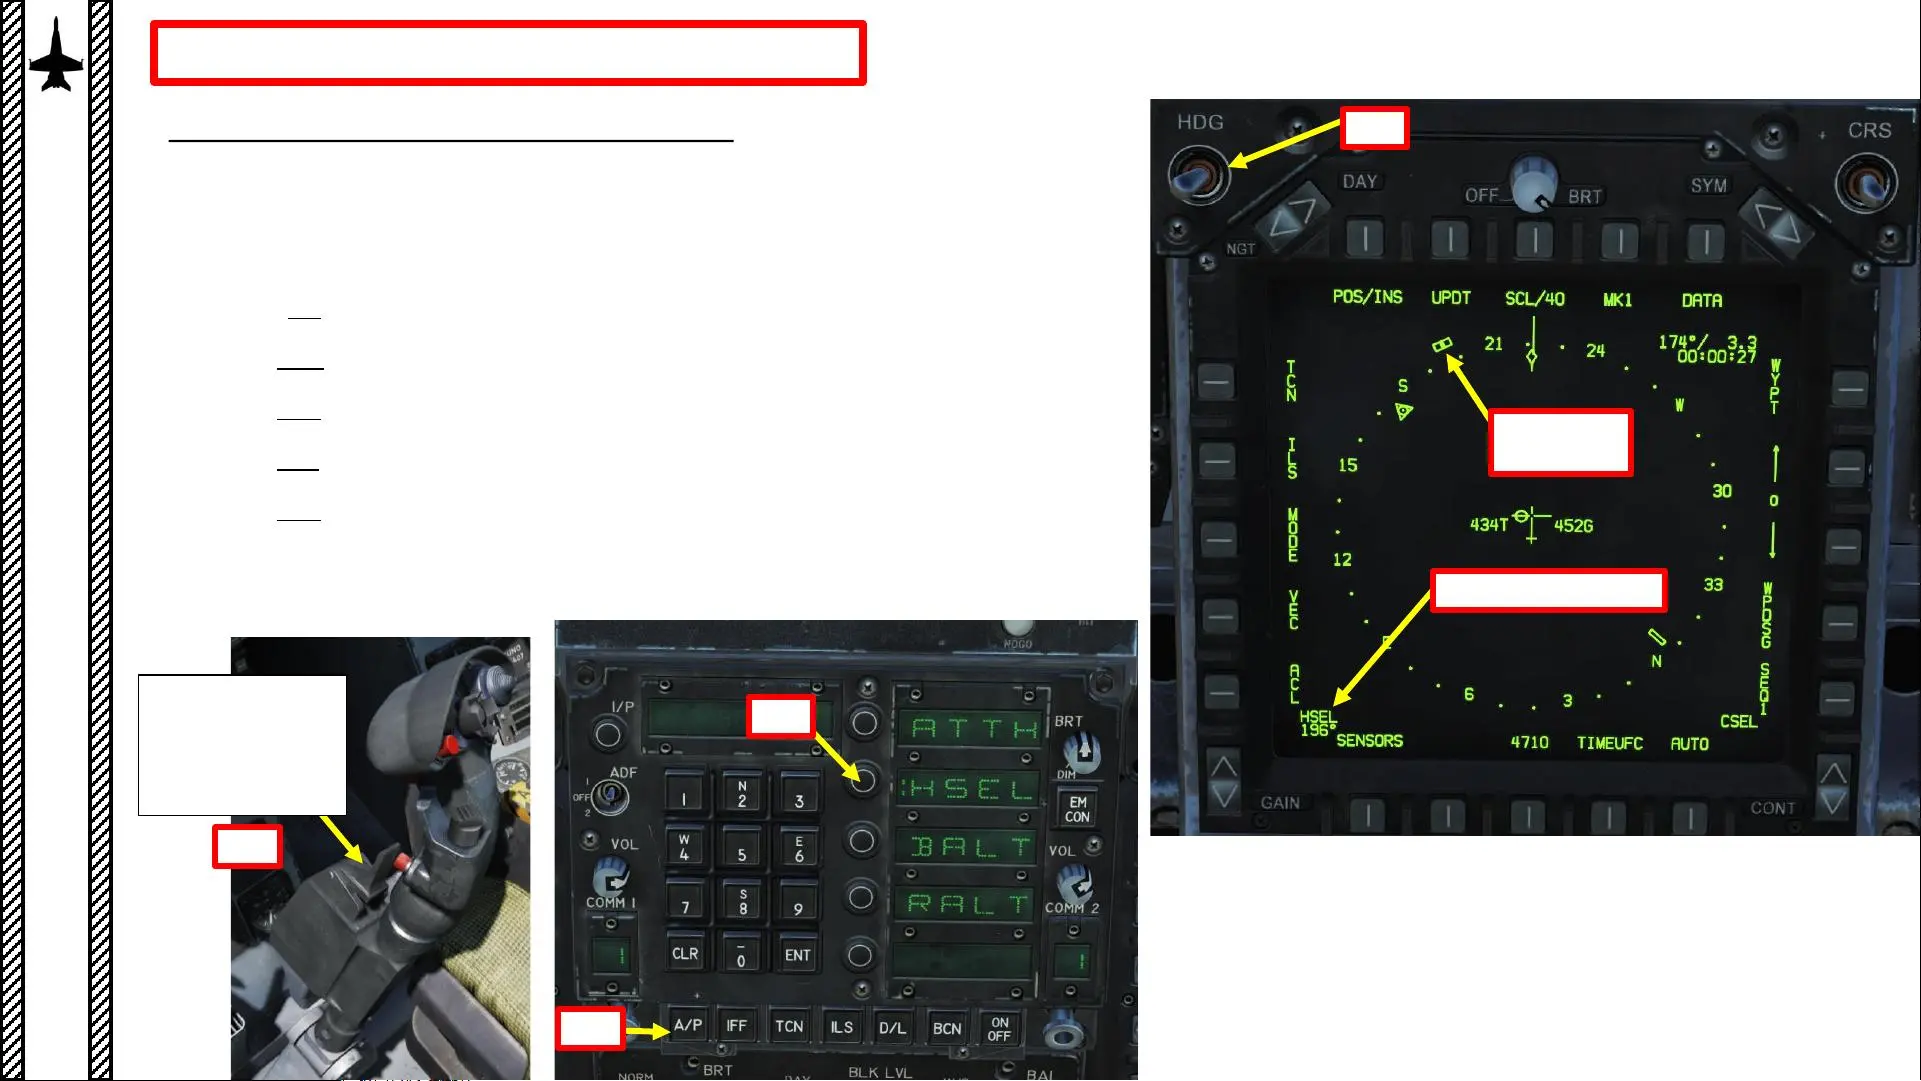 HDG
CRS
DAY
OFF
BRT
SYM
NGT
POS/INS UPDT SCL/40 MK1 DATA
174°/ 3.3
00:00:27
21
24
S
W
15
30
12
33
E
N
6
3
434T
452G
TCN
ILS
MODE
VEC
ACL
WYPT
0
WPDSG
SEQ1
HSEL
196°
CSEL
SENSORS
4710
TIMEUFC
AUTO
GAIN
CONT
NOGO
I/P
ATTH
BRT
ADF
1
OFF
2
DIM
1
N
2
3
:HSEL
EM
CON
VOL
W
4
5
E
6
BALT
VOL
COMM 1
7
S
8
9
RALT
COMM 2
1
CLR
–
0
ENT
1
A/P
IFF
TCN
ILS
D/L
BCN
ON
OFF
NORM
BRT
DAY
BLK LVL
BAL